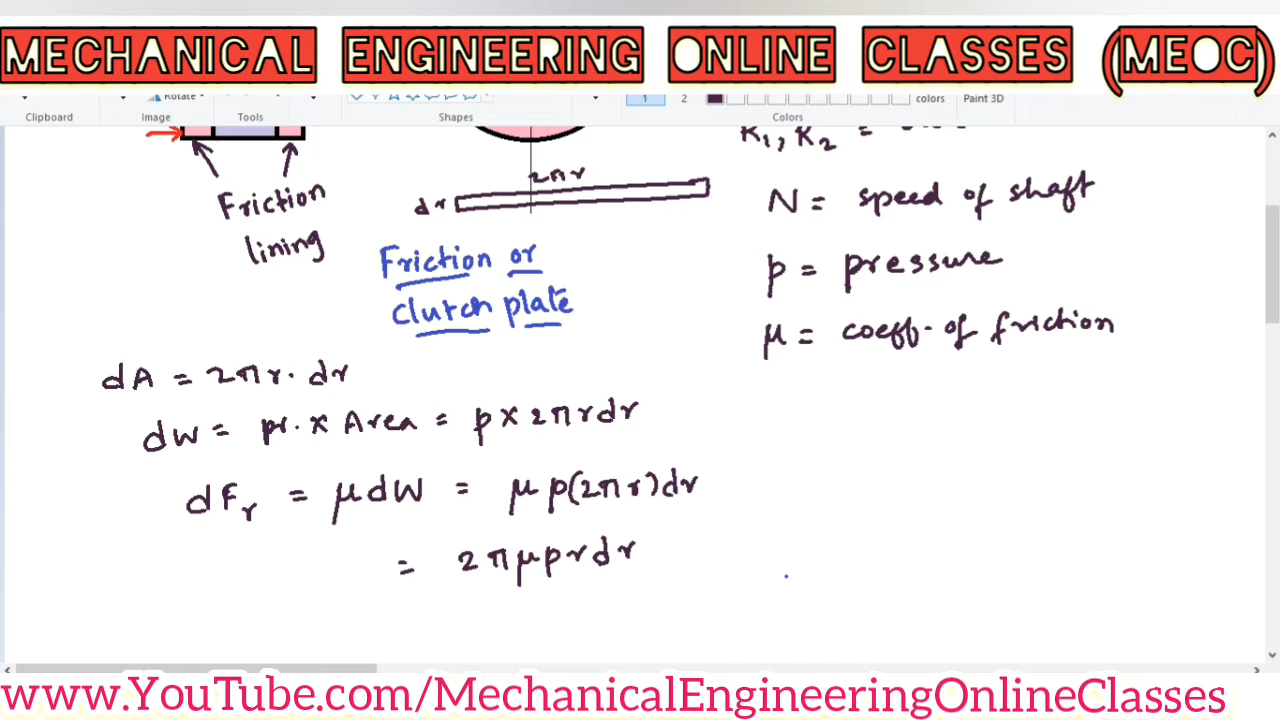 MECHANICAL ENGINEERING ONLINE CLASSES (MEOC)
Rotate
1 2 colors Paint 3D
Clipboard Image Tools Shapes Colors
K1, K2 =
Friction
lining
2πr
dr
Friction or
clutch plate
N = speed of shaft
p = pressure
μ = coeff. of friction
dA = 2πr. dr
dW = pr. x Area = p x 2πrdr
dFr = μdW = μp(2πr)dr
= 2πμprdr
www.YouTube.com/MechanicalEngineeringOnlineClasses